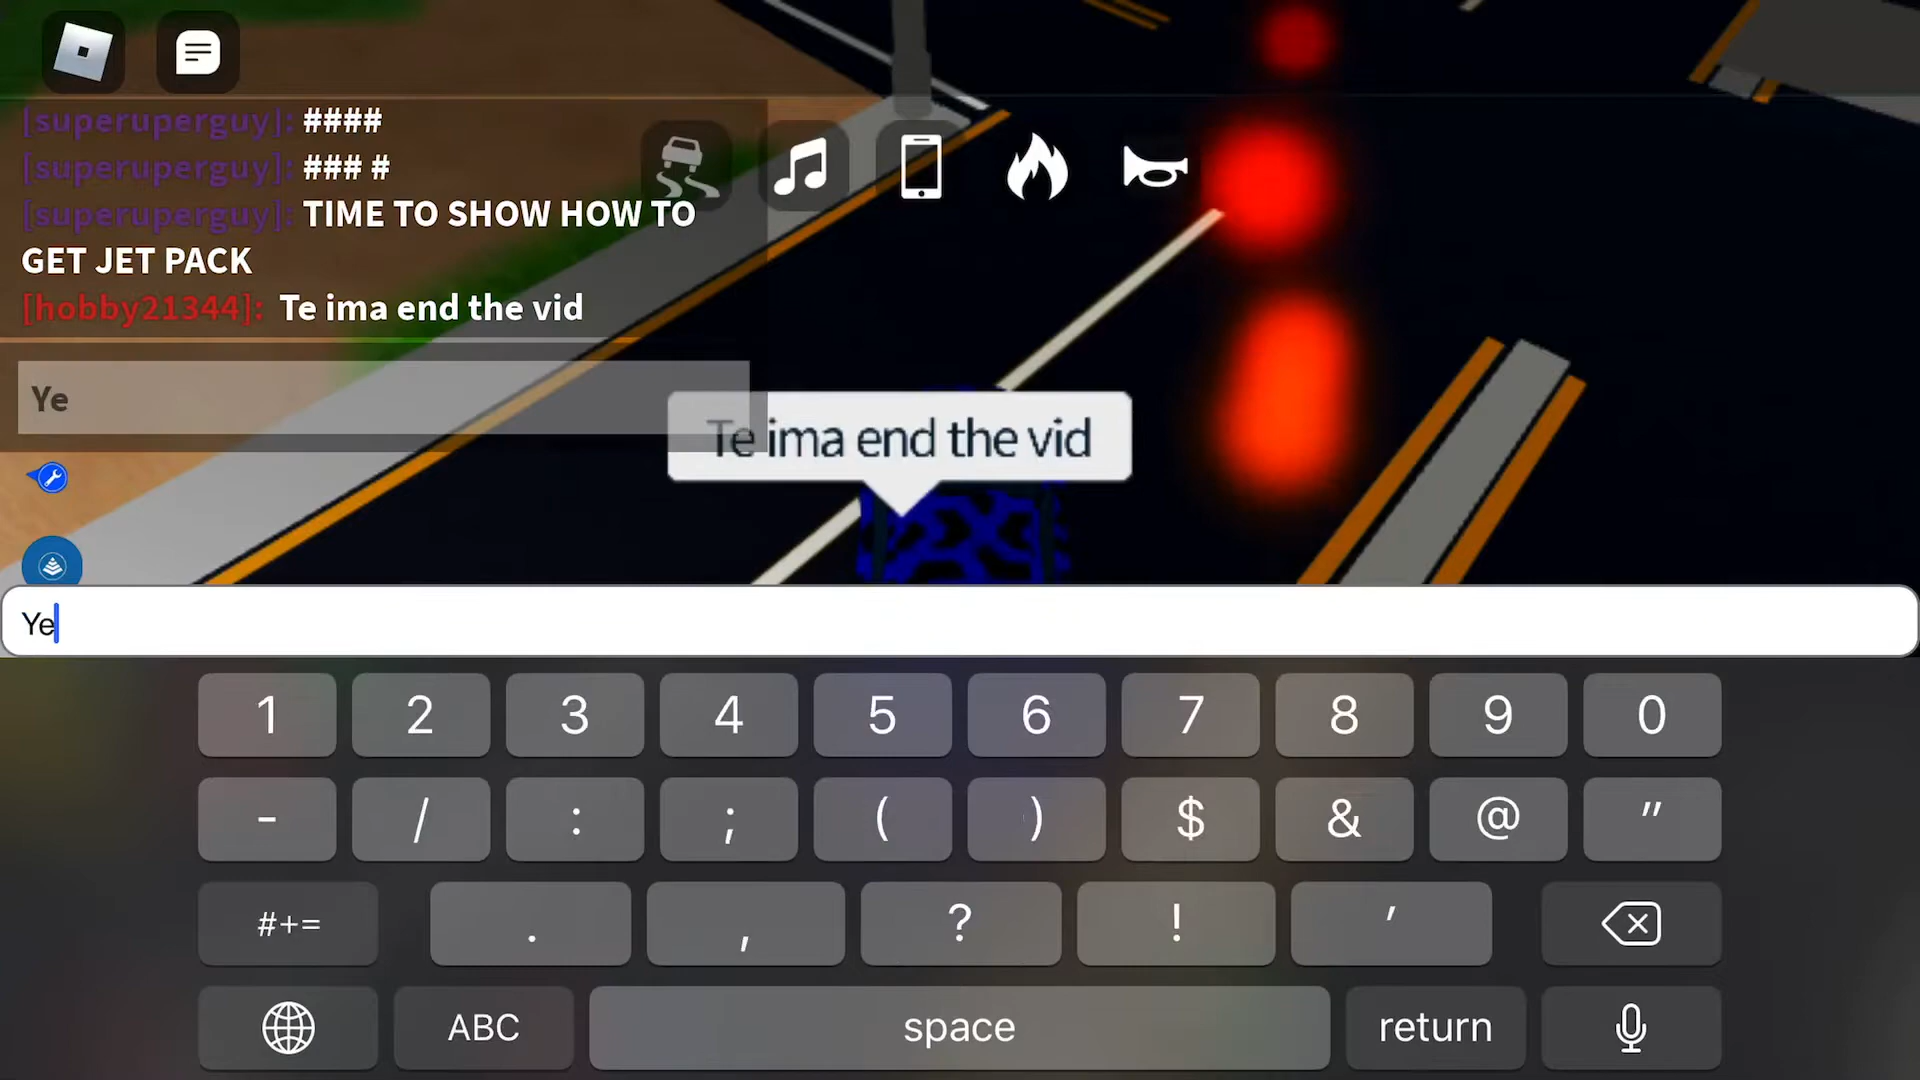 [superuperguy]: ####
[superuperguy]: ### #
[superuperguy]: TIME TO SHOW HOW TO
GET JET PACK
[hobby21344]: Te ima end the vid
Ye
Te ima end the vid
Ye
1 2 3 4 5 6 7 8 9 0
- / : ; ( ) $ & @ "
#+= . , ? ! '
ABC space return